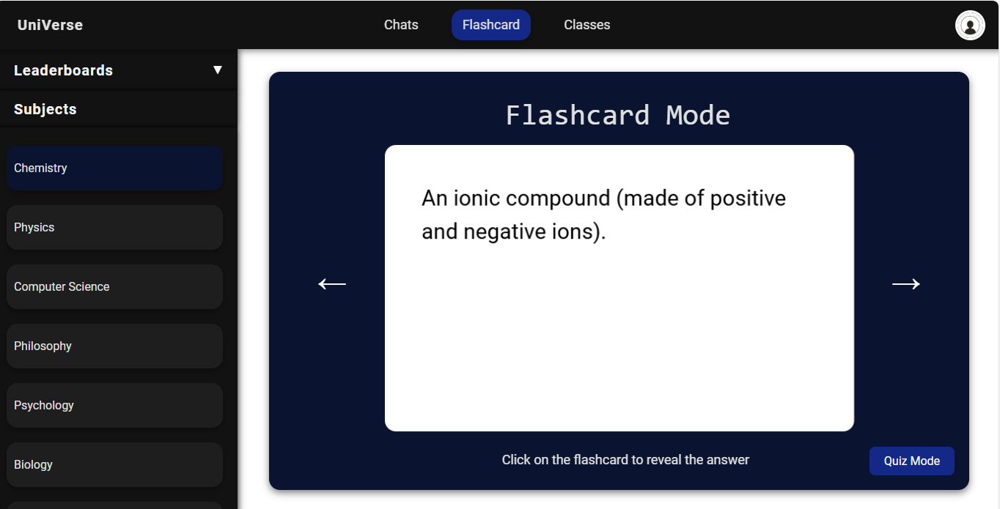 UniVerse
Chats
Flashcard
Classes
Leaderboards ▼
Subjects
Chemistry
Physics
Computer Science
Philosophy
Psychology
Biology
Flashcard Mode
An ionic compound (made of positive
and negative ions).
←
→
Click on the flashcard to reveal the answer
Quiz Mode